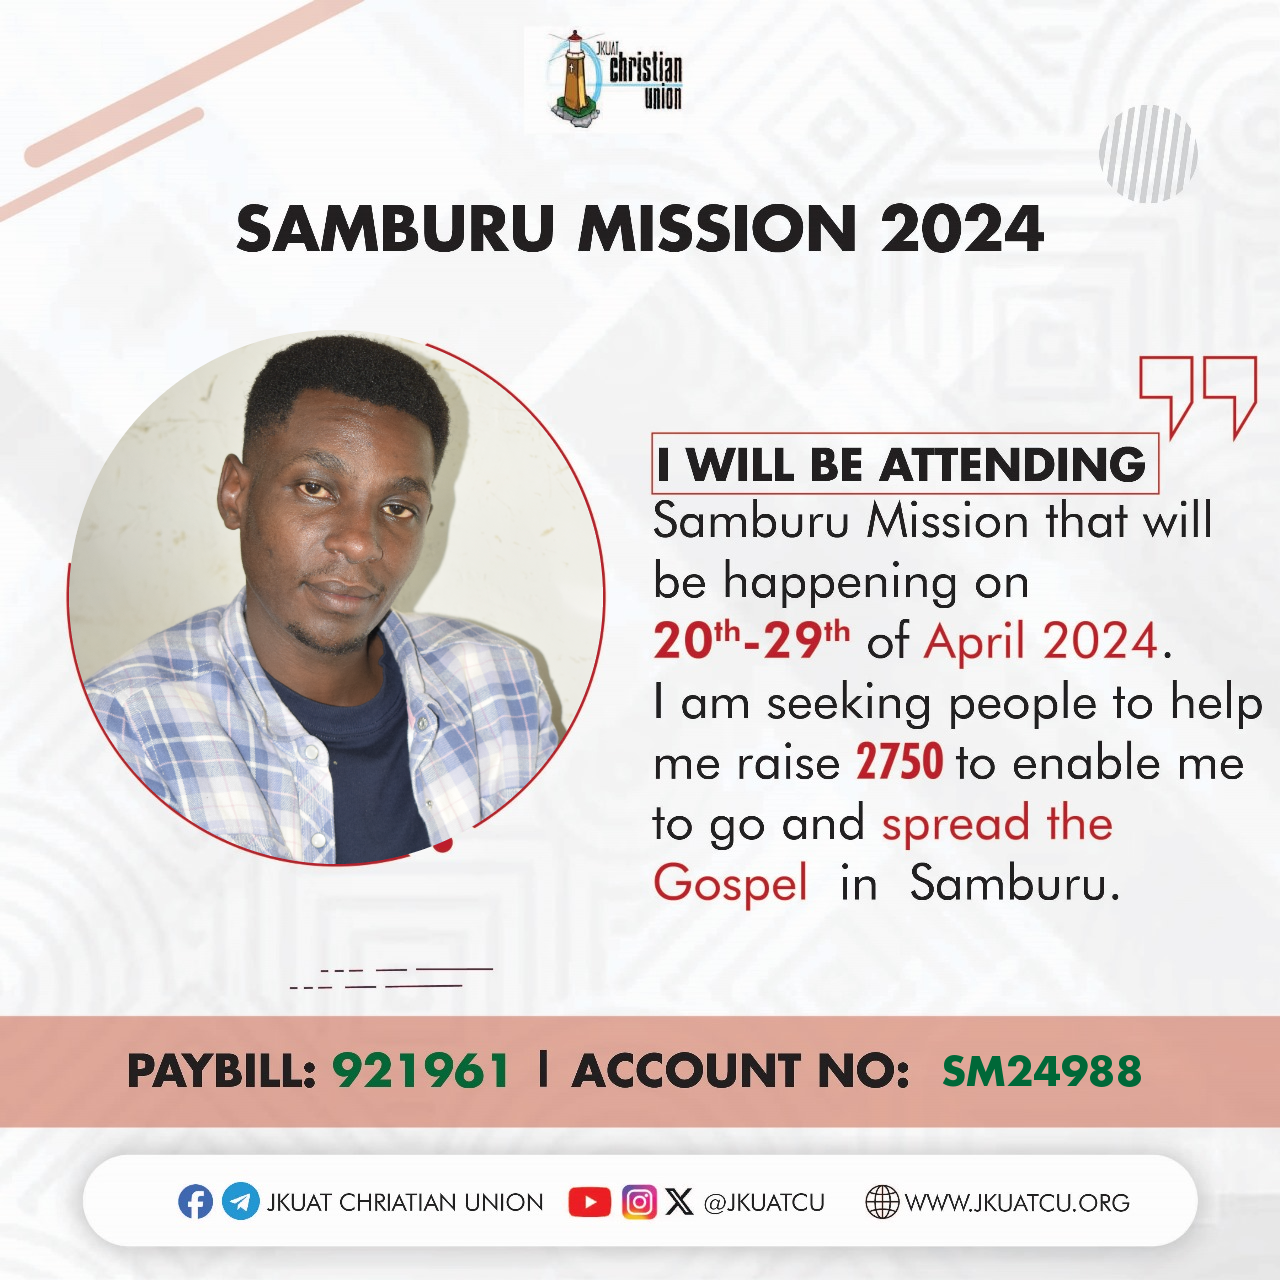 JKUAT
christian
union
SAMBURU MISSION 2024
I WILL BE ATTENDING
Samburu Mission that will
be happening on
20th-29th of April 2024.
I am seeking people to help
me raise 2750 to enable me
to go and spread the
Gospel in Samburu.
PAYBILL: 921961 | ACCOUNT NO: SM24988
JKUAT CHRIATIAN UNION @JKUATCU WWW.JKUATCU.ORG